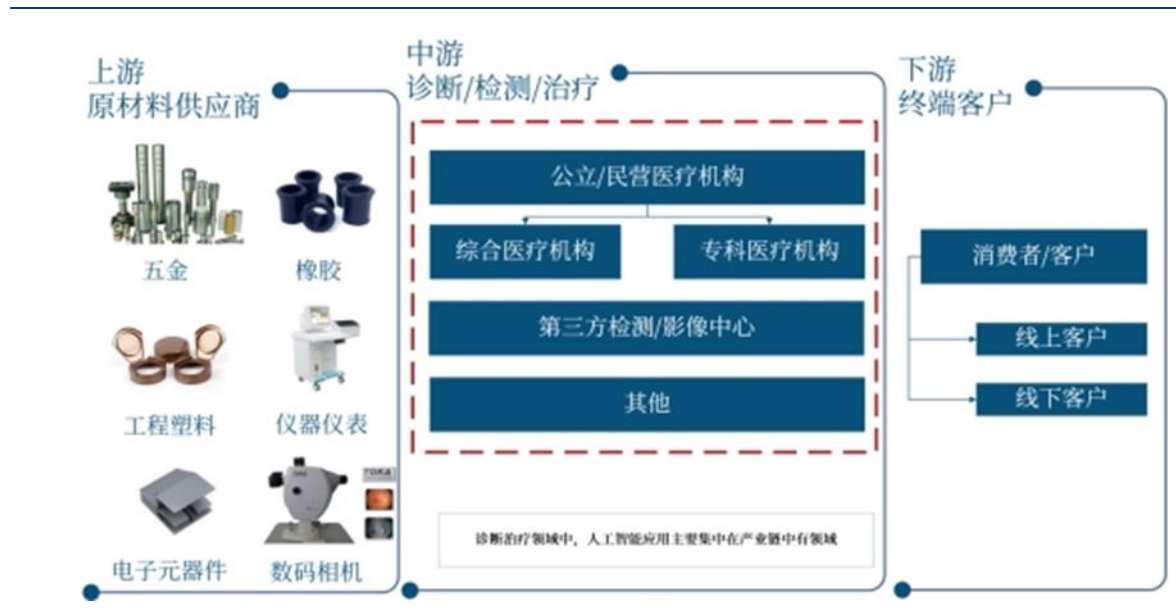 上游
原材料供应商
五金
橡胶
工程塑料
仪器仪表
电子元器件
数码相机
中游
诊断/检测/治疗
公立/民营医疗机构
综合医疗机构
专科医疗机构
第三方检测/影像中心
其他
诊断治疗领域中，人工智能应用主要集中在产业链中有领域
下游
终端客户
消费者/客户
线上客户
线下客户